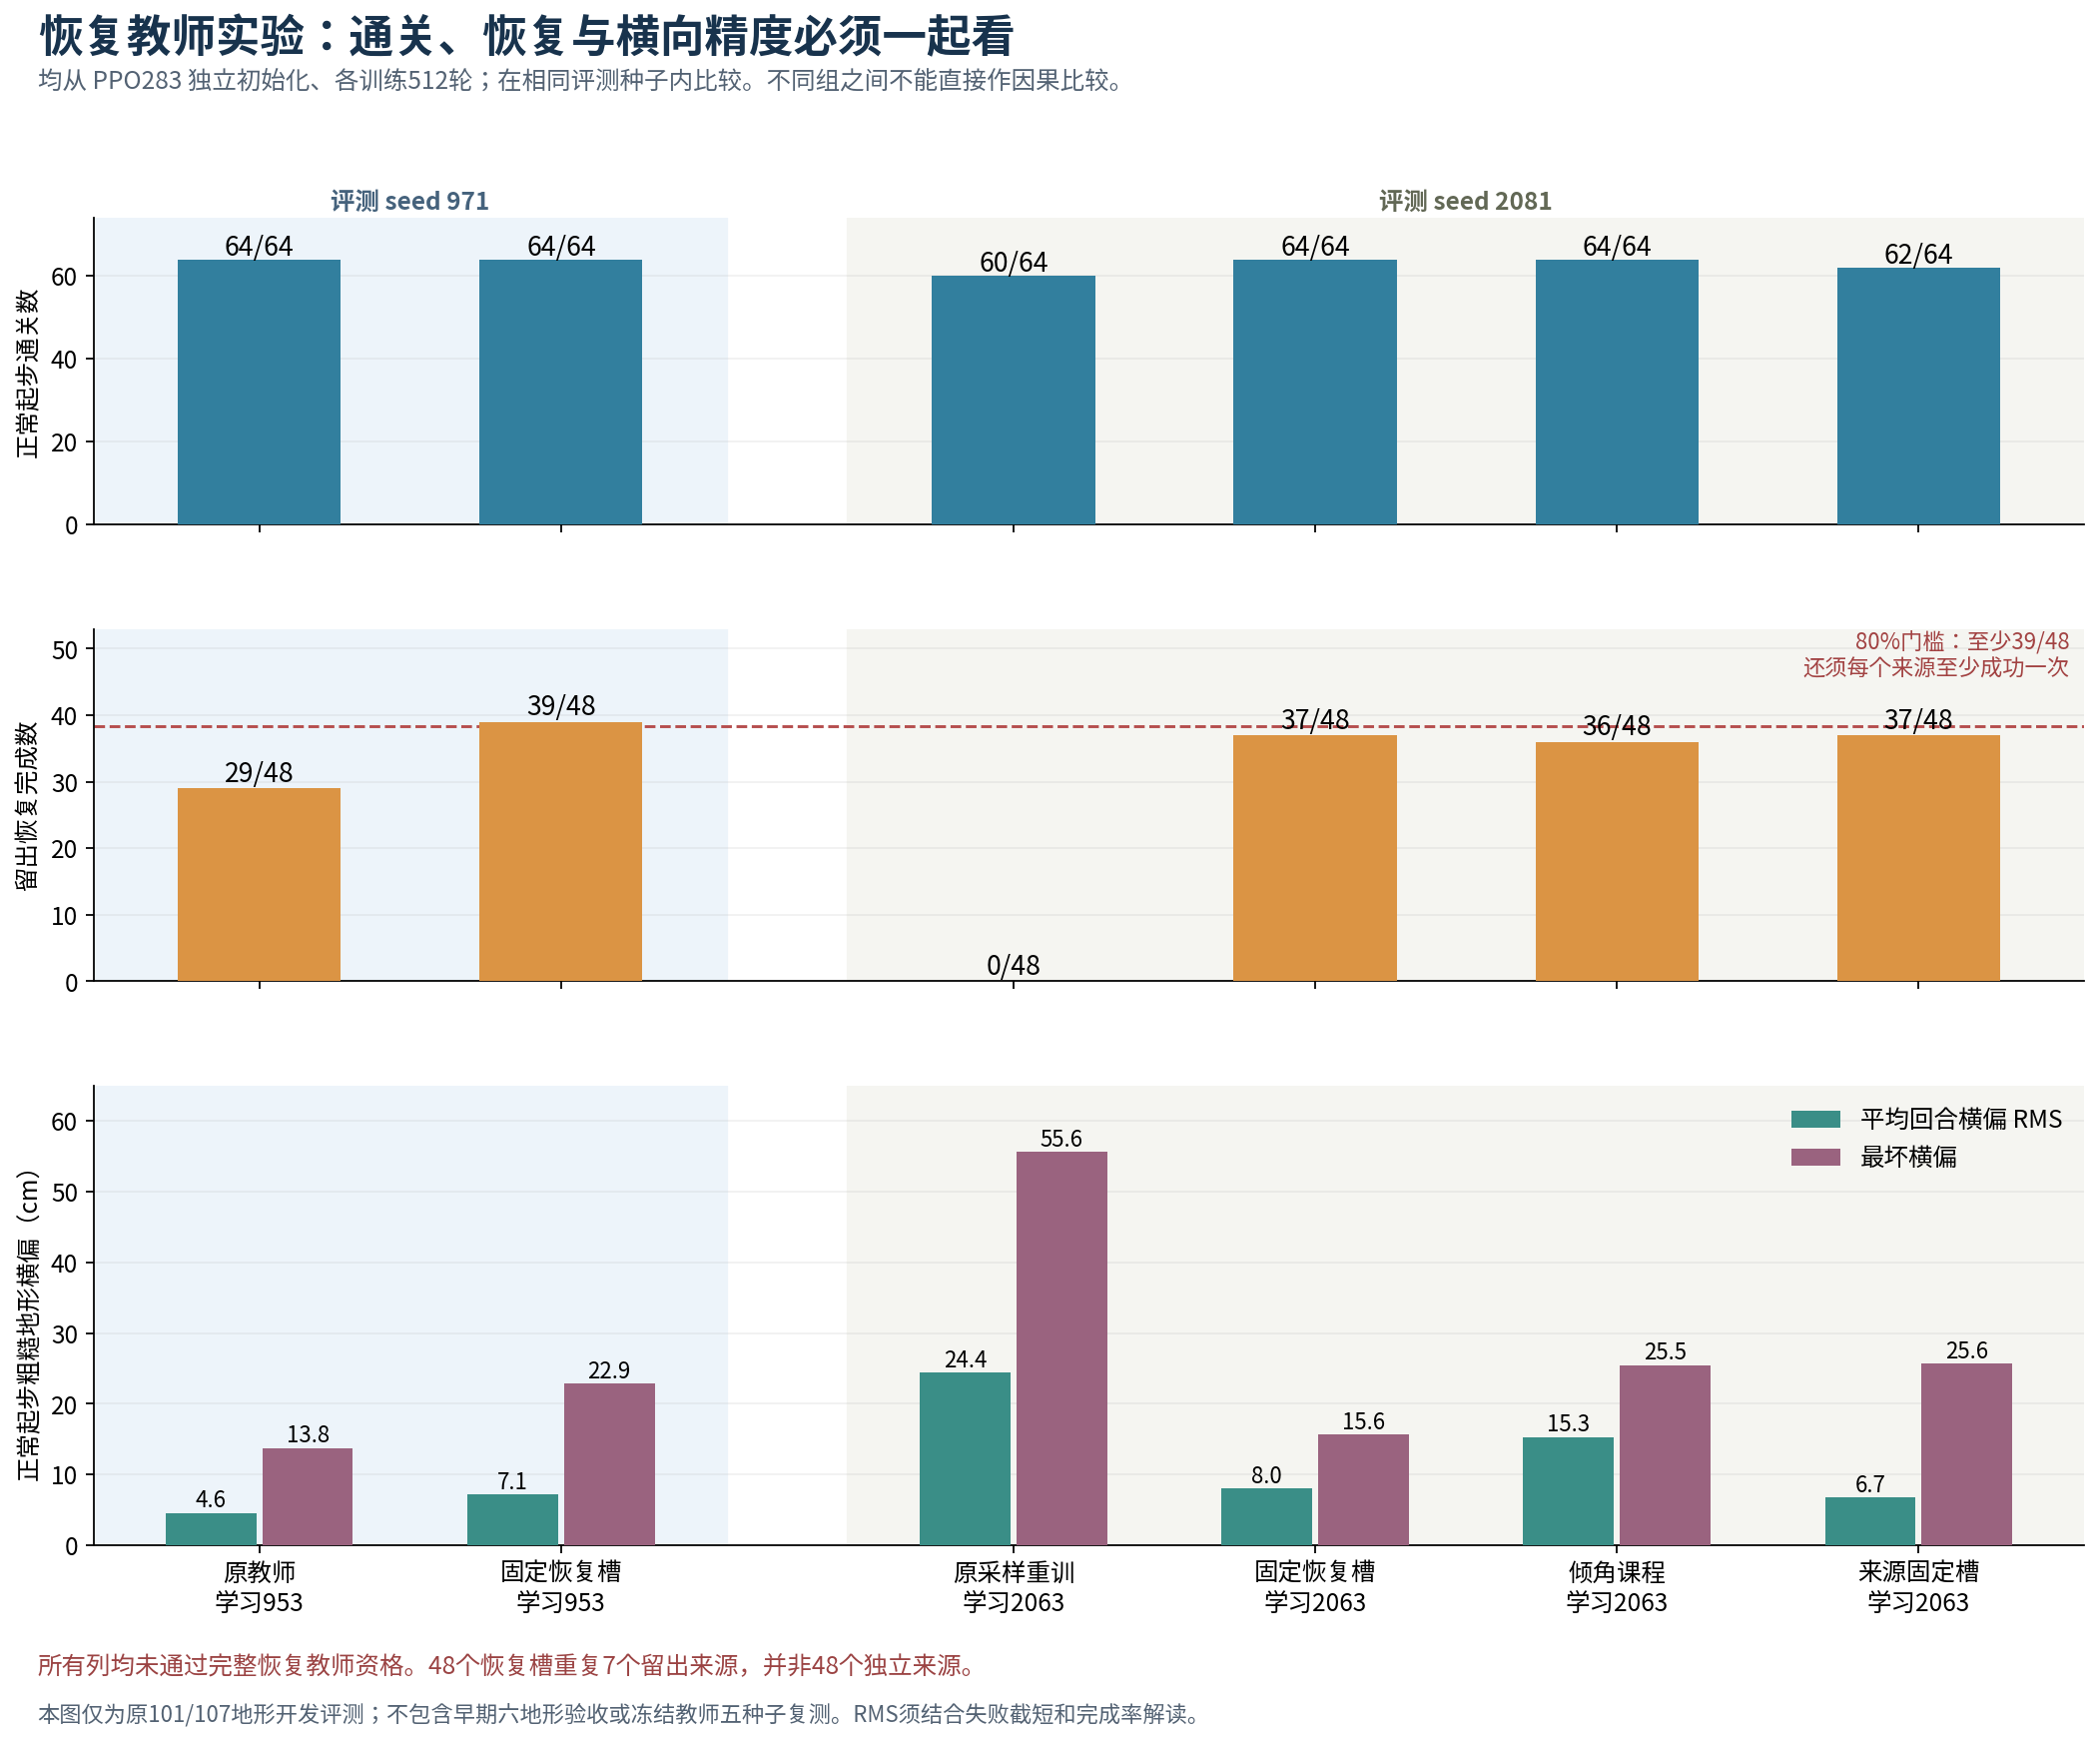 恢复教师实验：通关、恢复与横向精度必须一起看
均从 PPO283 独立初始化、各训练512轮；在相同评测种子内比较。不同组之间不能直接作因果比较。
评测 seed 971
评测 seed 2081
正常起步通关数
60
40
20
0
64/64
64/64
60/64
64/64
64/64
62/64
留出恢复完成数
50
40
30
20
10
0
80%门槛：至少39/48
还须每个来源至少成功一次
29/48
39/48
0/48
37/48
36/48
37/48
正常起步粗糙地形横偏（cm）
60
50
40
30
20
10
0
平均回合横偏 RMS
最坏横偏
4.6
13.8
7.1
22.9
24.4
55.6
8.0
15.6
15.3
25.5
6.7
25.6
原教师
学习953
固定恢复槽
学习953
原采样重训
学习2063
固定恢复槽
学习2063
倾角课程
学习2063
来源固定槽
学习2063
所有列均未通过完整恢复教师资格。48个恢复槽重复7个留出来源，并非48个独立来源。
本图仅为原101/107地形开发评测；不包含早期六地形验收或冻结教师五种子复测。RMS须结合失败截短和完成率解读。